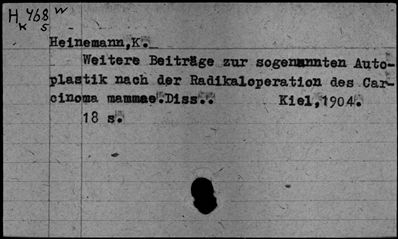 H 468 W
K S
Heinemann,K.
Weitere Beiträge zur sogenannten Auto-
plastik nach der Radikaloperation des Car-
cinoma mammae.Diss.. Kiel,1904.
18 s.